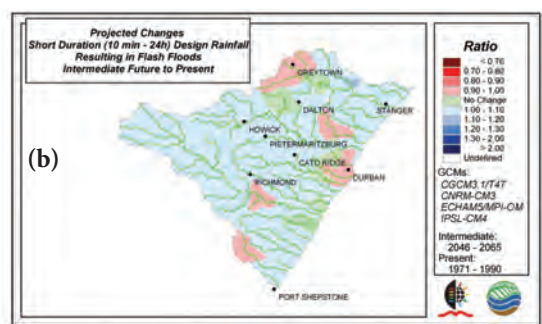 Projected Changes
Short Duration (10 min - 24h) Design Rainfall
Resulting in Flash Floods
Intermediate Future to Present
(b)
GREYTOWN
DALTON
STANGER
HOWICK
PIETERMARITZBURG
CATO RIDGE
DURBAN
RICHMOND
PORT SHEPSTONE
Ratio
< 0.70
0.70 - 0.80
0.80 - 0.90
0.90 - 1.00
No Change
1.00 - 1.10
1.10 - 1.20
1.20 - 1.30
1.30 - 2.00
> 2.00
Undefined
GCMs:
CGCM3.1/T47
CNRM-CM3
ECHAM5/MPI-OM
IPSL-CM4
Intermediate:
2046 - 2065
Present:
1971 - 1990